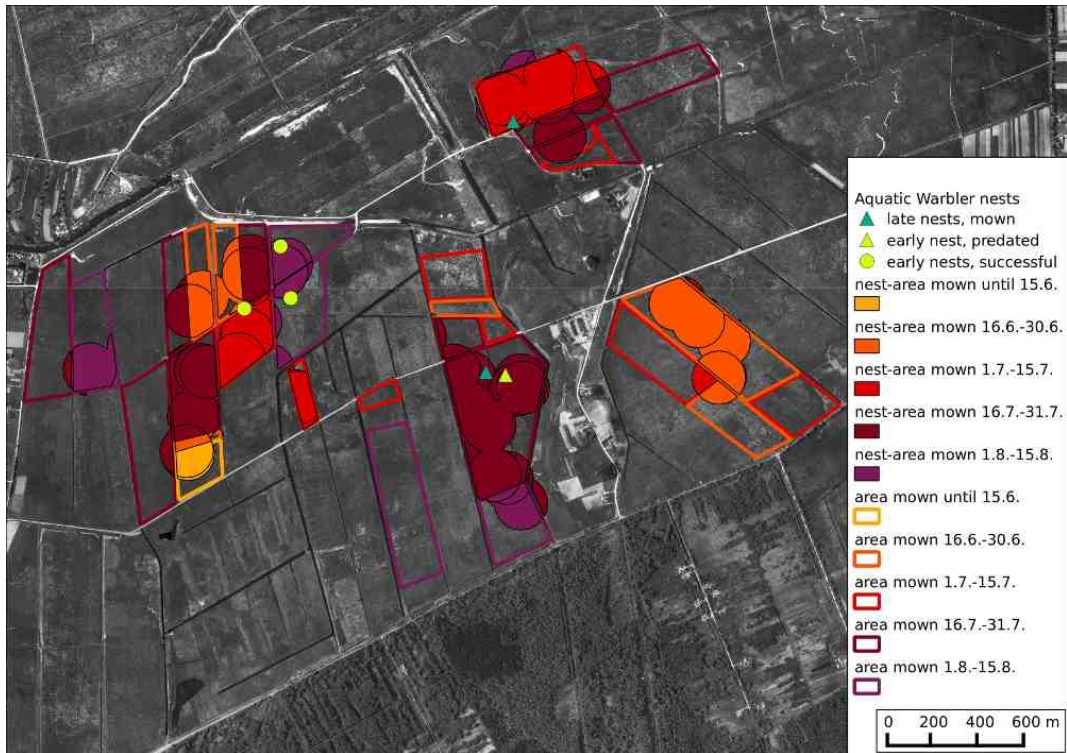 Aquatic Warbler nests
late nests, mown
early nest, predated
early nests, successful
nest-area mown until 15.6.
nest-area mown 16.6.-30.6.
nest-area mown 1.7.-15.7.
nest-area mown 16.7.-31.7.
nest-area mown 1.8.-15.8.
area mown until 15.6.
area mown 16.6.-30.6.
area mown 1.7.-15.7.
area mown 16.7.-31.7.
area mown 1.8.-15.8.
0 200 400 600 m